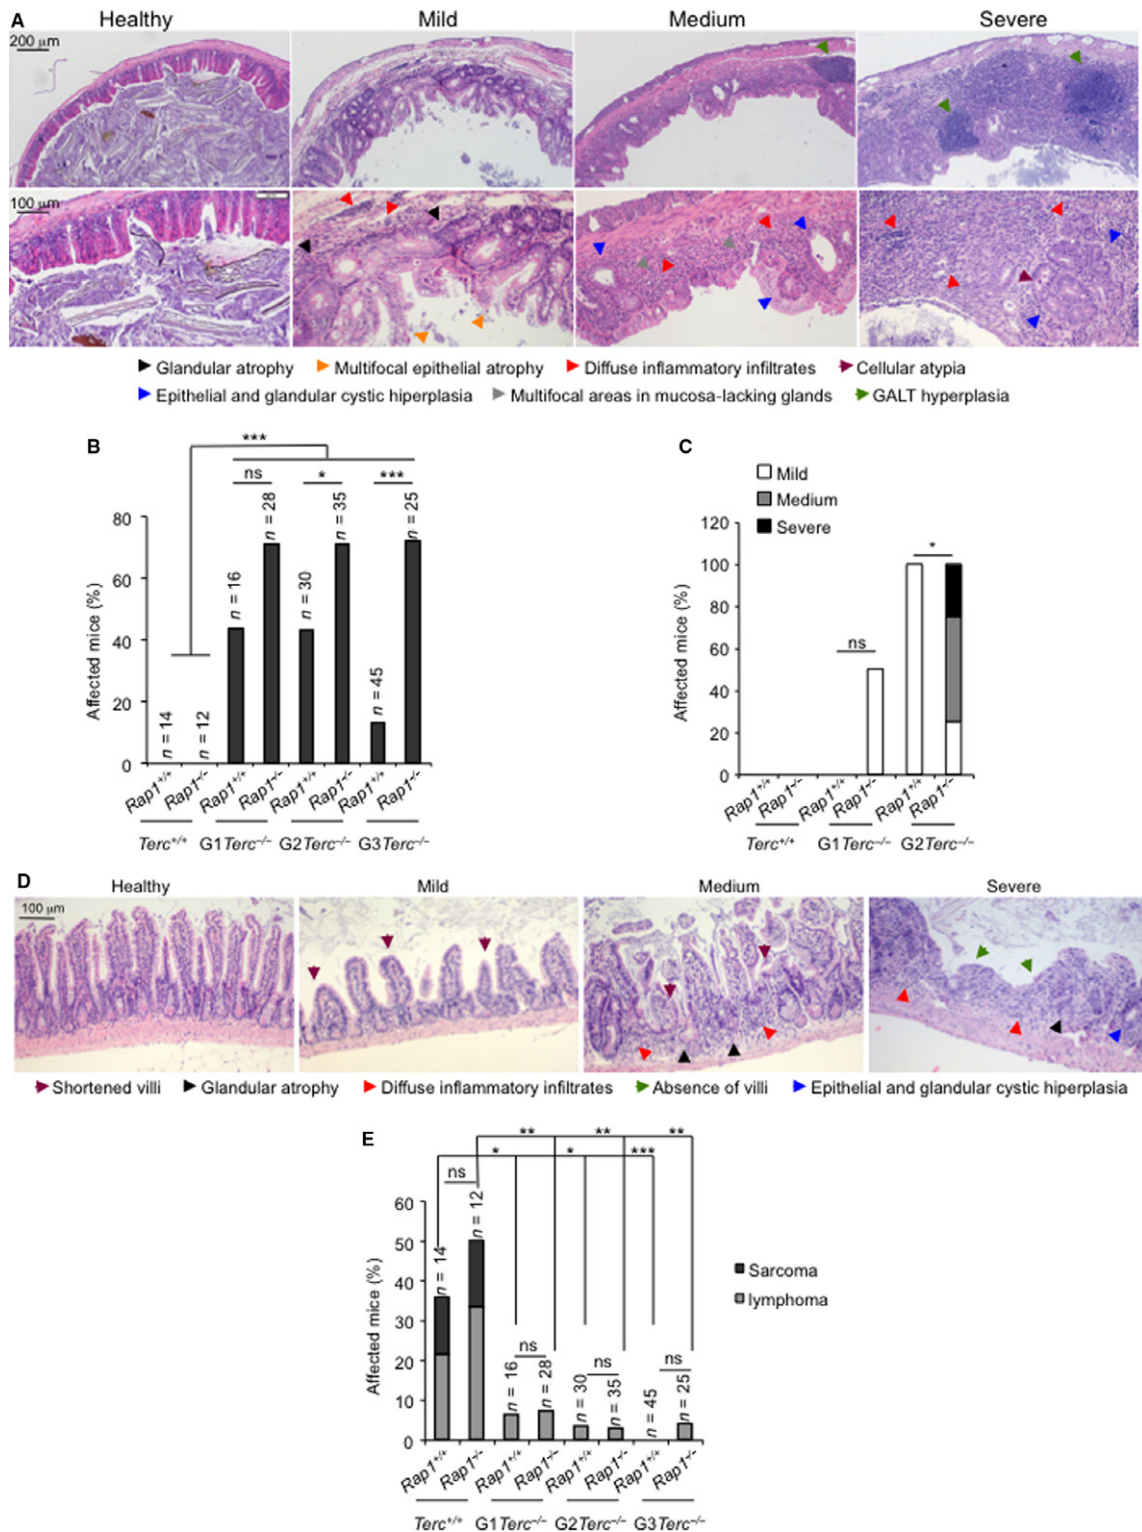 A
Healthy Mild Medium Severe
200 µm
100 µm
Glandular atrophy Multifocal epithelial atrophy Diffuse inflammatory infiltrates Cellular atypia
Epithelial and glandular cystic hiperplasia Multifocal areas in mucosa-lacking glands GALT hyperplasia
B
***
ns * ***
n = 14 n = 12 n = 16 n = 28 n = 30 n = 35 n = 45 n = 25
Affected mice (%)
80
60
40
20
0
Rap1+/+ Rap1–/– Rap1+/+ Rap1–/– Rap1+/+ Rap1–/– Rap1+/+ Rap1–/–
Terc+/+ G1Terc–/– G2Terc–/– G3Terc–/–
C
Mild
Medium
Severe
Affected mice (%)
120
100
80
60
40
20
0
ns *
Rap1+/+ Rap1–/– Rap1+/+ Rap1–/– Rap1+/+ Rap1–/–
Terc+/+ G1Terc–/– G2Terc–/–
D
Healthy Mild Medium Severe
100 µm
Shortened villi Glandular atrophy Diffuse inflammatory infiltrates Absence of villi Epithelial and glandular cystic hiperplasia
E
** ** **
* * ***
ns
ns ns ns
n = 14 n = 12 n = 16 n = 28 n = 30 n = 35 n = 45 n = 25
Affected mice (%)
60
50
40
30
20
10
0
Sarcoma
lymphoma
Rap1+/+ Rap1–/– Rap1+/+ Rap1–/– Rap1+/+ Rap1–/– Rap1+/+ Rap1–/–
Terc+/+ G1Terc–/– G2Terc–/– G3Terc–/–